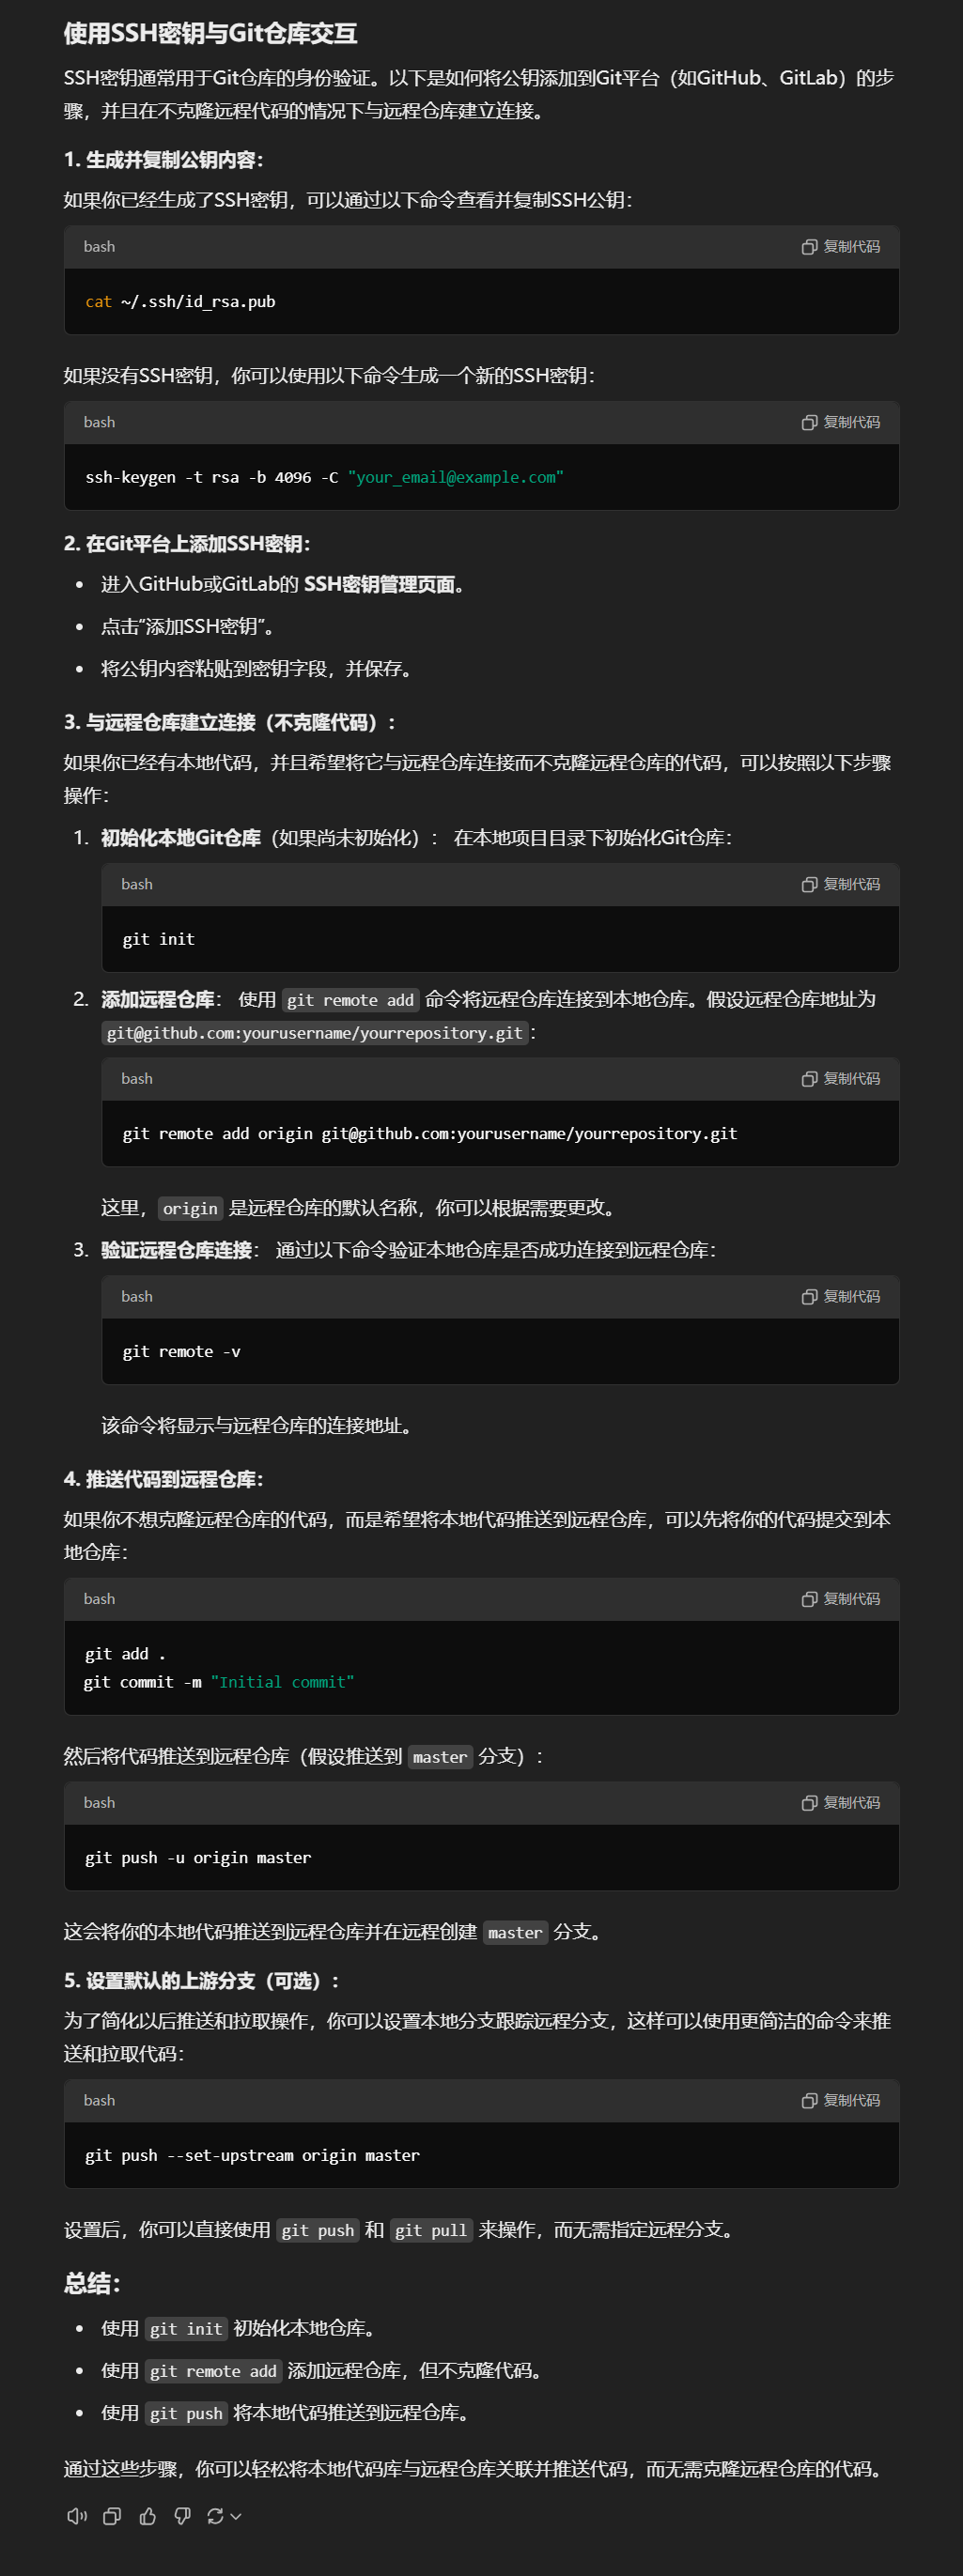 使用SSH密钥与Git仓库交互
SSH密钥通常用于Git仓库的身份验证。以下是如何将公钥添加到Git平台（如GitHub、GitLab）的步
骤，并且在不克隆远程代码的情况下与远程仓库建立连接。
1. 生成并复制公钥内容：
如果你已经生成了SSH密钥，可以通过以下命令查看并复制SSH公钥：
bash 复制代码
cat ~/.ssh/id_rsa.pub
如果没有SSH密钥，你可以使用以下命令生成一个新的SSH密钥：
bash 复制代码
ssh-keygen -t rsa -b 4096 -C "your_email@example.com"
2. 在Git平台上添加SSH密钥：
• 进入GitHub或GitLab的 SSH密钥管理页面。
• 点击“添加SSH密钥”。
• 将公钥内容粘贴到密钥字段，并保存。
3. 与远程仓库建立连接（不克隆代码）：
如果你已经有本地代码，并且希望将它与远程仓库连接而不克隆远程仓库的代码，可以按照以下步骤
操作：
1. 初始化本地Git仓库（如果尚未初始化）： 在本地项目目录下初始化Git仓库：
bash 复制代码
git init
2. 添加远程仓库： 使用 git remote add 命令将远程仓库连接到本地仓库。假设远程仓库地址为
git@github.com:yourusername/yourrepository.git：
bash 复制代码
git remote add origin git@github.com:yourusername/yourrepository.git
这里，origin 是远程仓库的默认名称，你可以根据需要更改。
3. 验证远程仓库连接： 通过以下命令验证本地仓库是否成功连接到远程仓库：
bash 复制代码
git remote -v
该命令将显示与远程仓库的连接地址。
4. 推送代码到远程仓库：
如果你不想克隆远程仓库的代码，而是希望将本地代码推送到远程仓库，可以先将你的代码提交到本
地仓库：
bash 复制代码
git add .
git commit -m "Initial commit"
然后将代码推送到远程仓库（假设推送到 master 分支）：
bash 复制代码
git push -u origin master
这会将你的本地代码推送到远程仓库并在远程创建 master 分支。
5. 设置默认的上游分支（可选）：
为了简化以后推送和拉取操作，你可以设置本地分支跟踪远程分支，这样可以使用更简洁的命令来推
送和拉取代码：
bash 复制代码
git push --set-upstream origin master
设置后，你可以直接使用 git push 和 git pull 来操作，而无需指定远程分支。
总结：
• 使用 git init 初始化本地仓库。
• 使用 git remote add 添加远程仓库，但不克隆代码。
• 使用 git push 将本地代码推送到远程仓库。
通过这些步骤，你可以轻松将本地代码库与远程仓库关联并推送代码，而无需克隆远程仓库的代码。